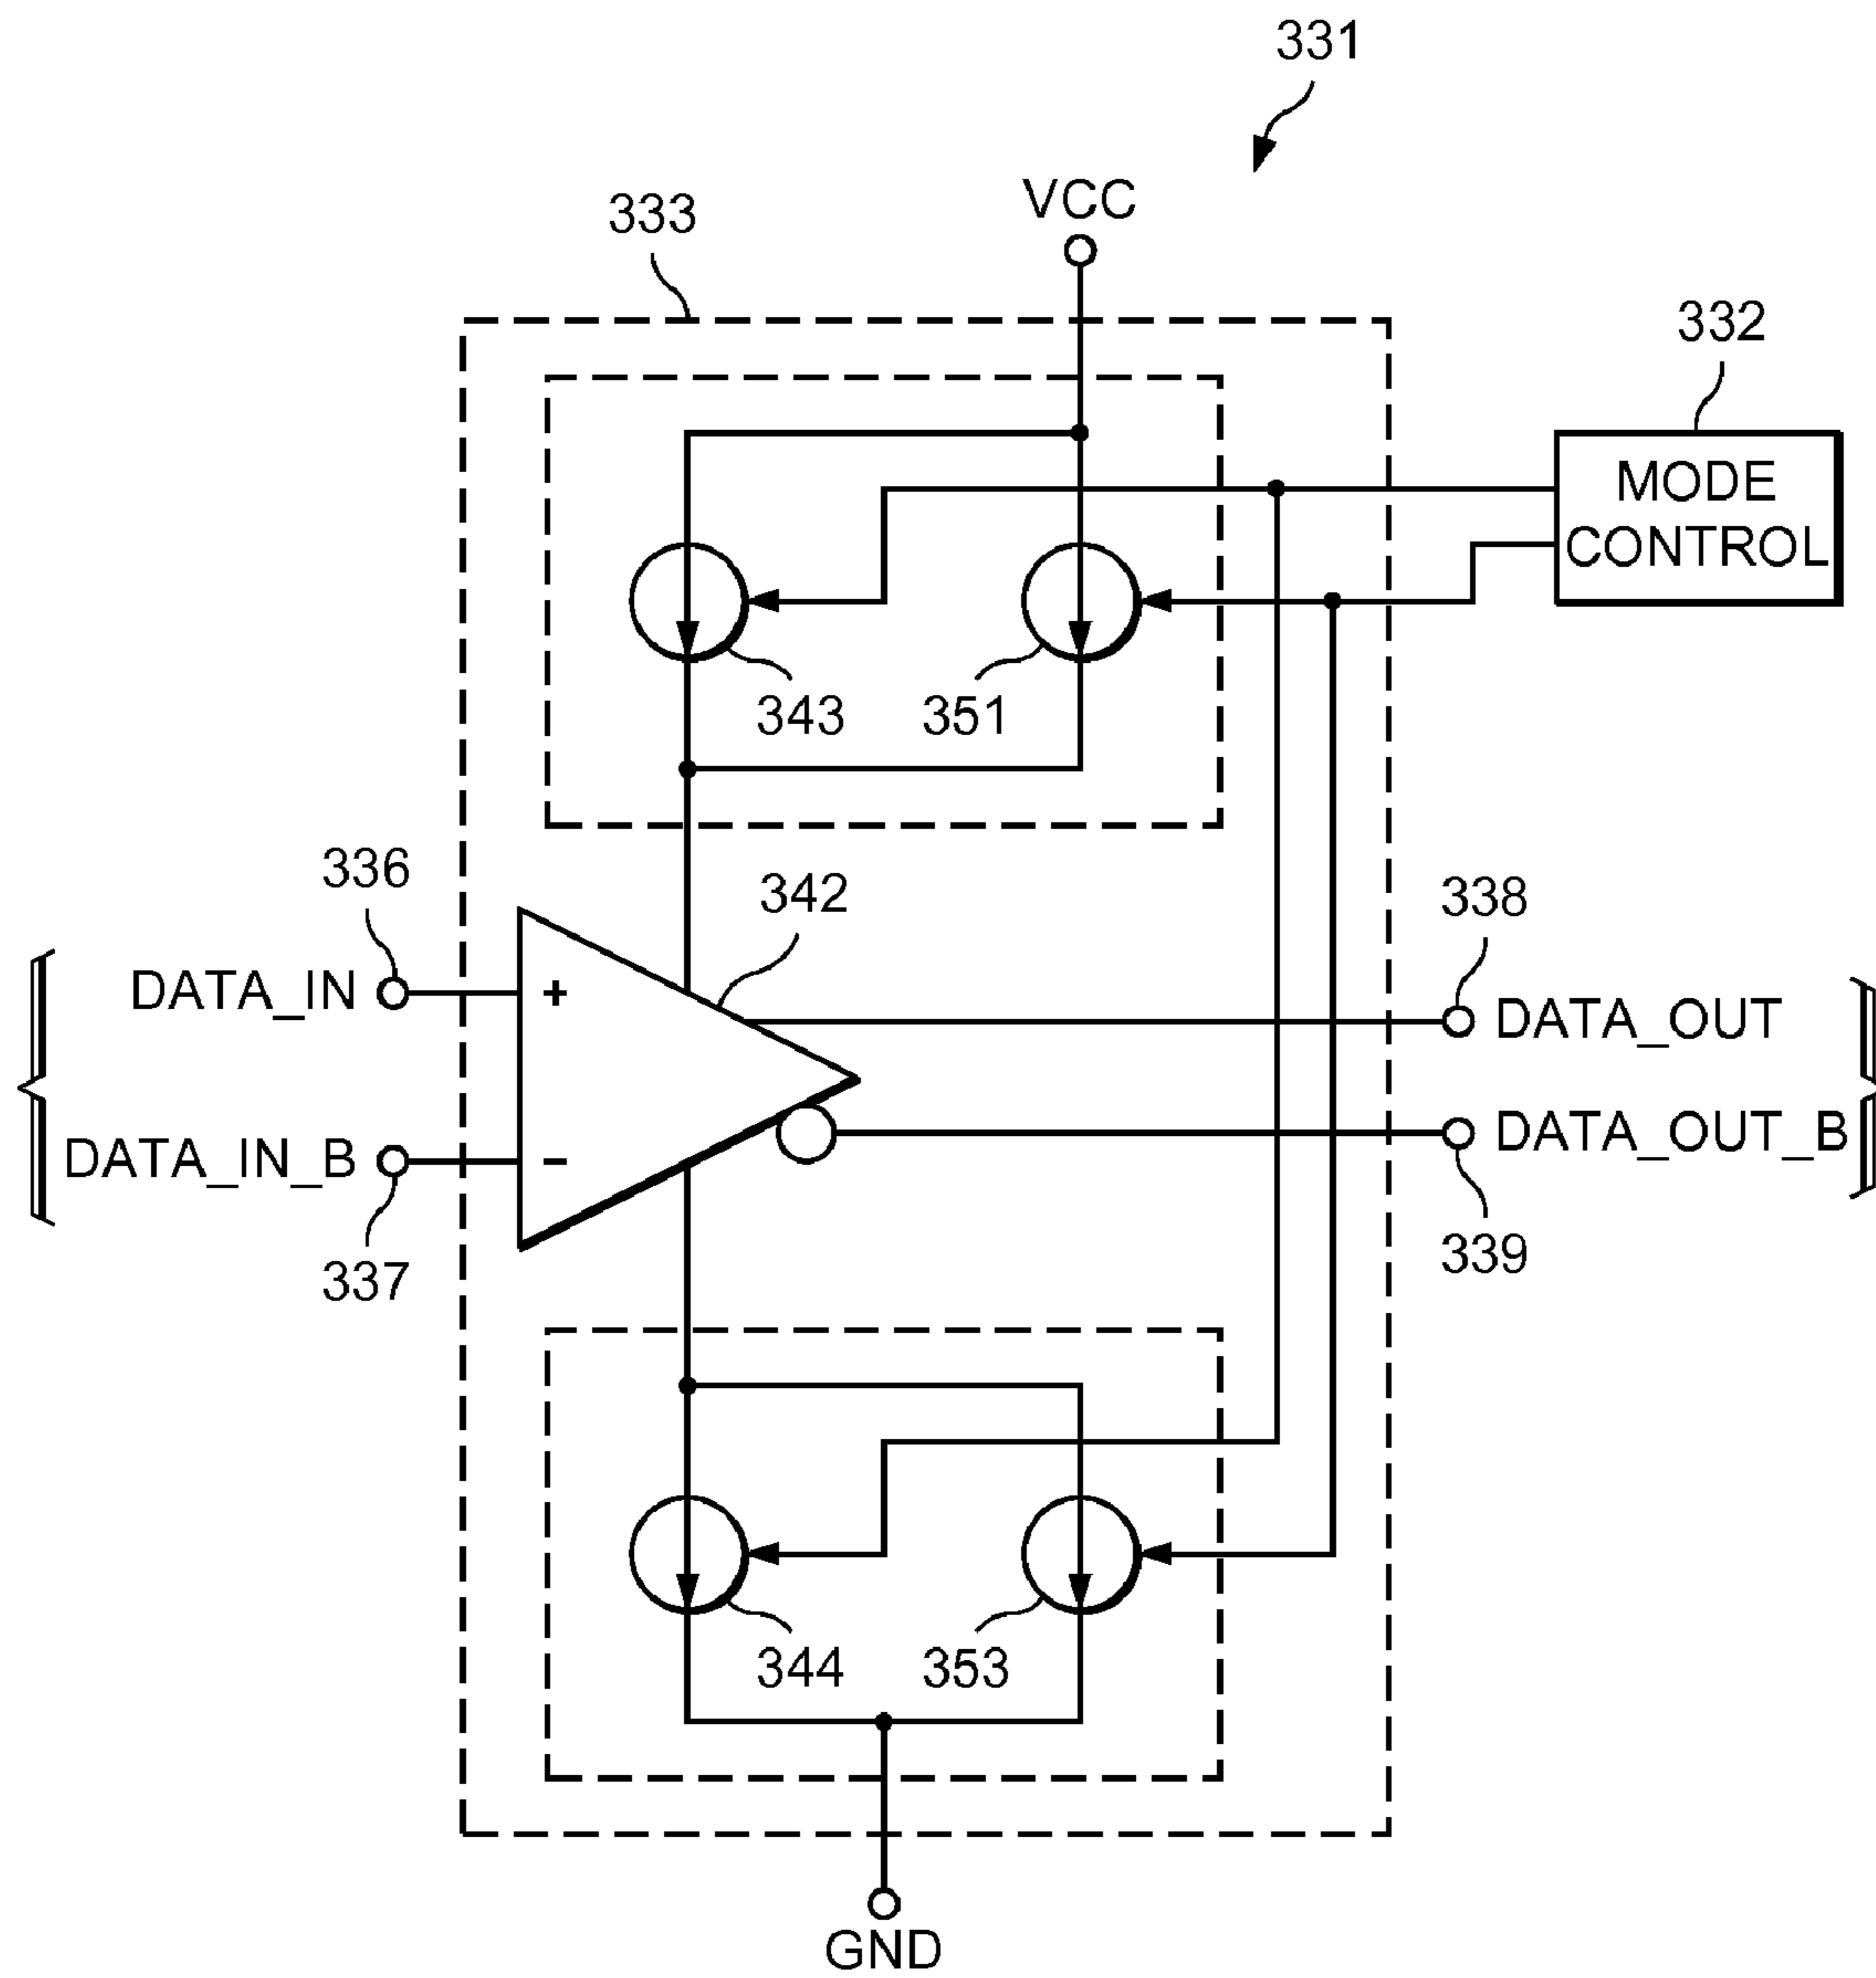 331
333
VCC
332
MODE
CONTROL
343
351
336
342
338
DATA_IN
+
DATA_OUT
DATA_IN_B
-
DATA_OUT_B
337
339
344
353
GND